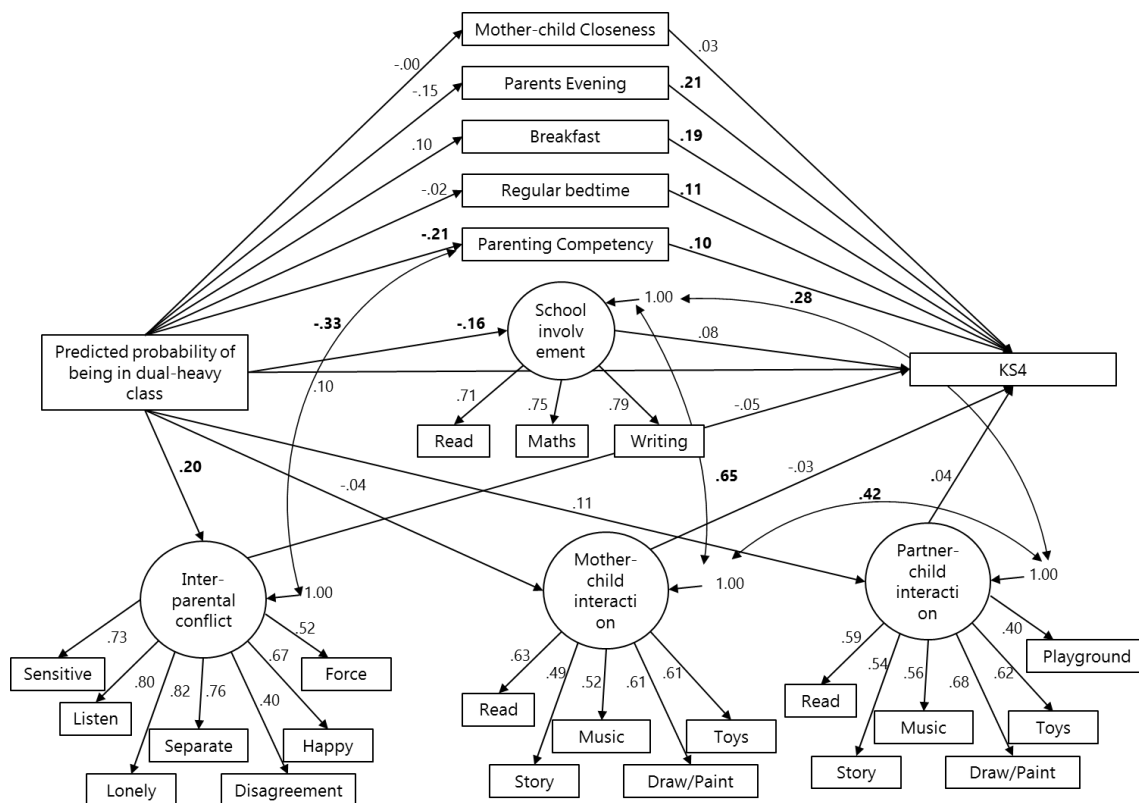 Mother-child Closeness
-.00
.03
Parents Evening
-.15
.21
Breakfast
.10
.19
Regular bedtime
-.02
.11
Parenting Competency
-.21
.10
School
involv
ement
1.00
.28
-.33
-.16
.08
Predicted probability of
being in dual-heavy
class
KS4
.10
-.05
.71
.75
.79
Read
Maths
Writing
.20
-.04
.11
.65
-.03
.42
.04
Inter-
parental
conflict
1.00
Mother-
child
interacti
on
1.00
Partner-
child
interacti
on
1.00
.73
.80
.82
.76
.40
.67
.52
Sensitive
Listen
Lonely
Separate
Disagreement
Happy
Force
.63
.49
.52
.61
.61
Read
Story
Music
Draw/Paint
Toys
.59
.54
.56
.68
.62
.40
Read
Story
Music
Draw/Paint
Toys
Playground